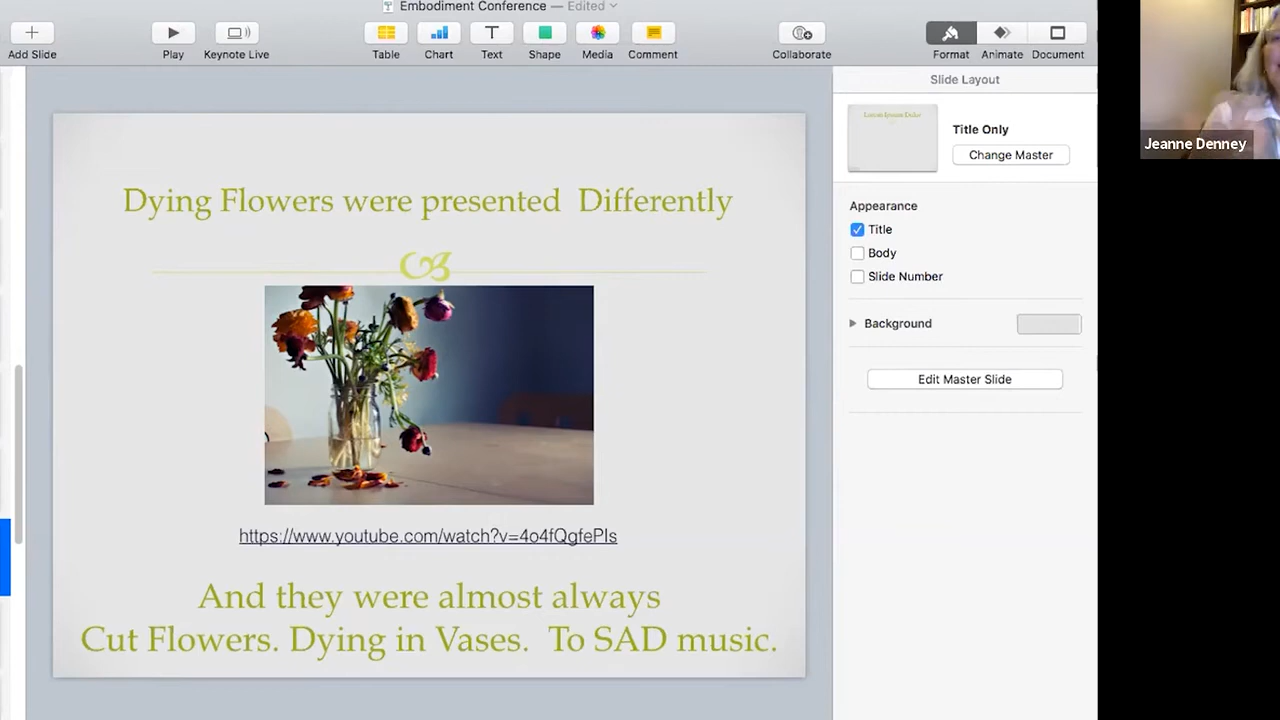 Embodiment Conference — Edited
Add Slide
Play
Keynote Live
Table
Chart
Text
Shape
Media
Comment
Collaborate
Format
Animate
Document
Slide Layout
Title Only
Change Master
Appearance
Title
Body
Slide Number
Background
Edit Master Slide
Dying Flowers were presented Differently
https://www.youtube.com/watch?v=4o4fQgfePIs
And they were almost always
Cut Flowers. Dying in Vases. To SAD music.
Jeanne Denney